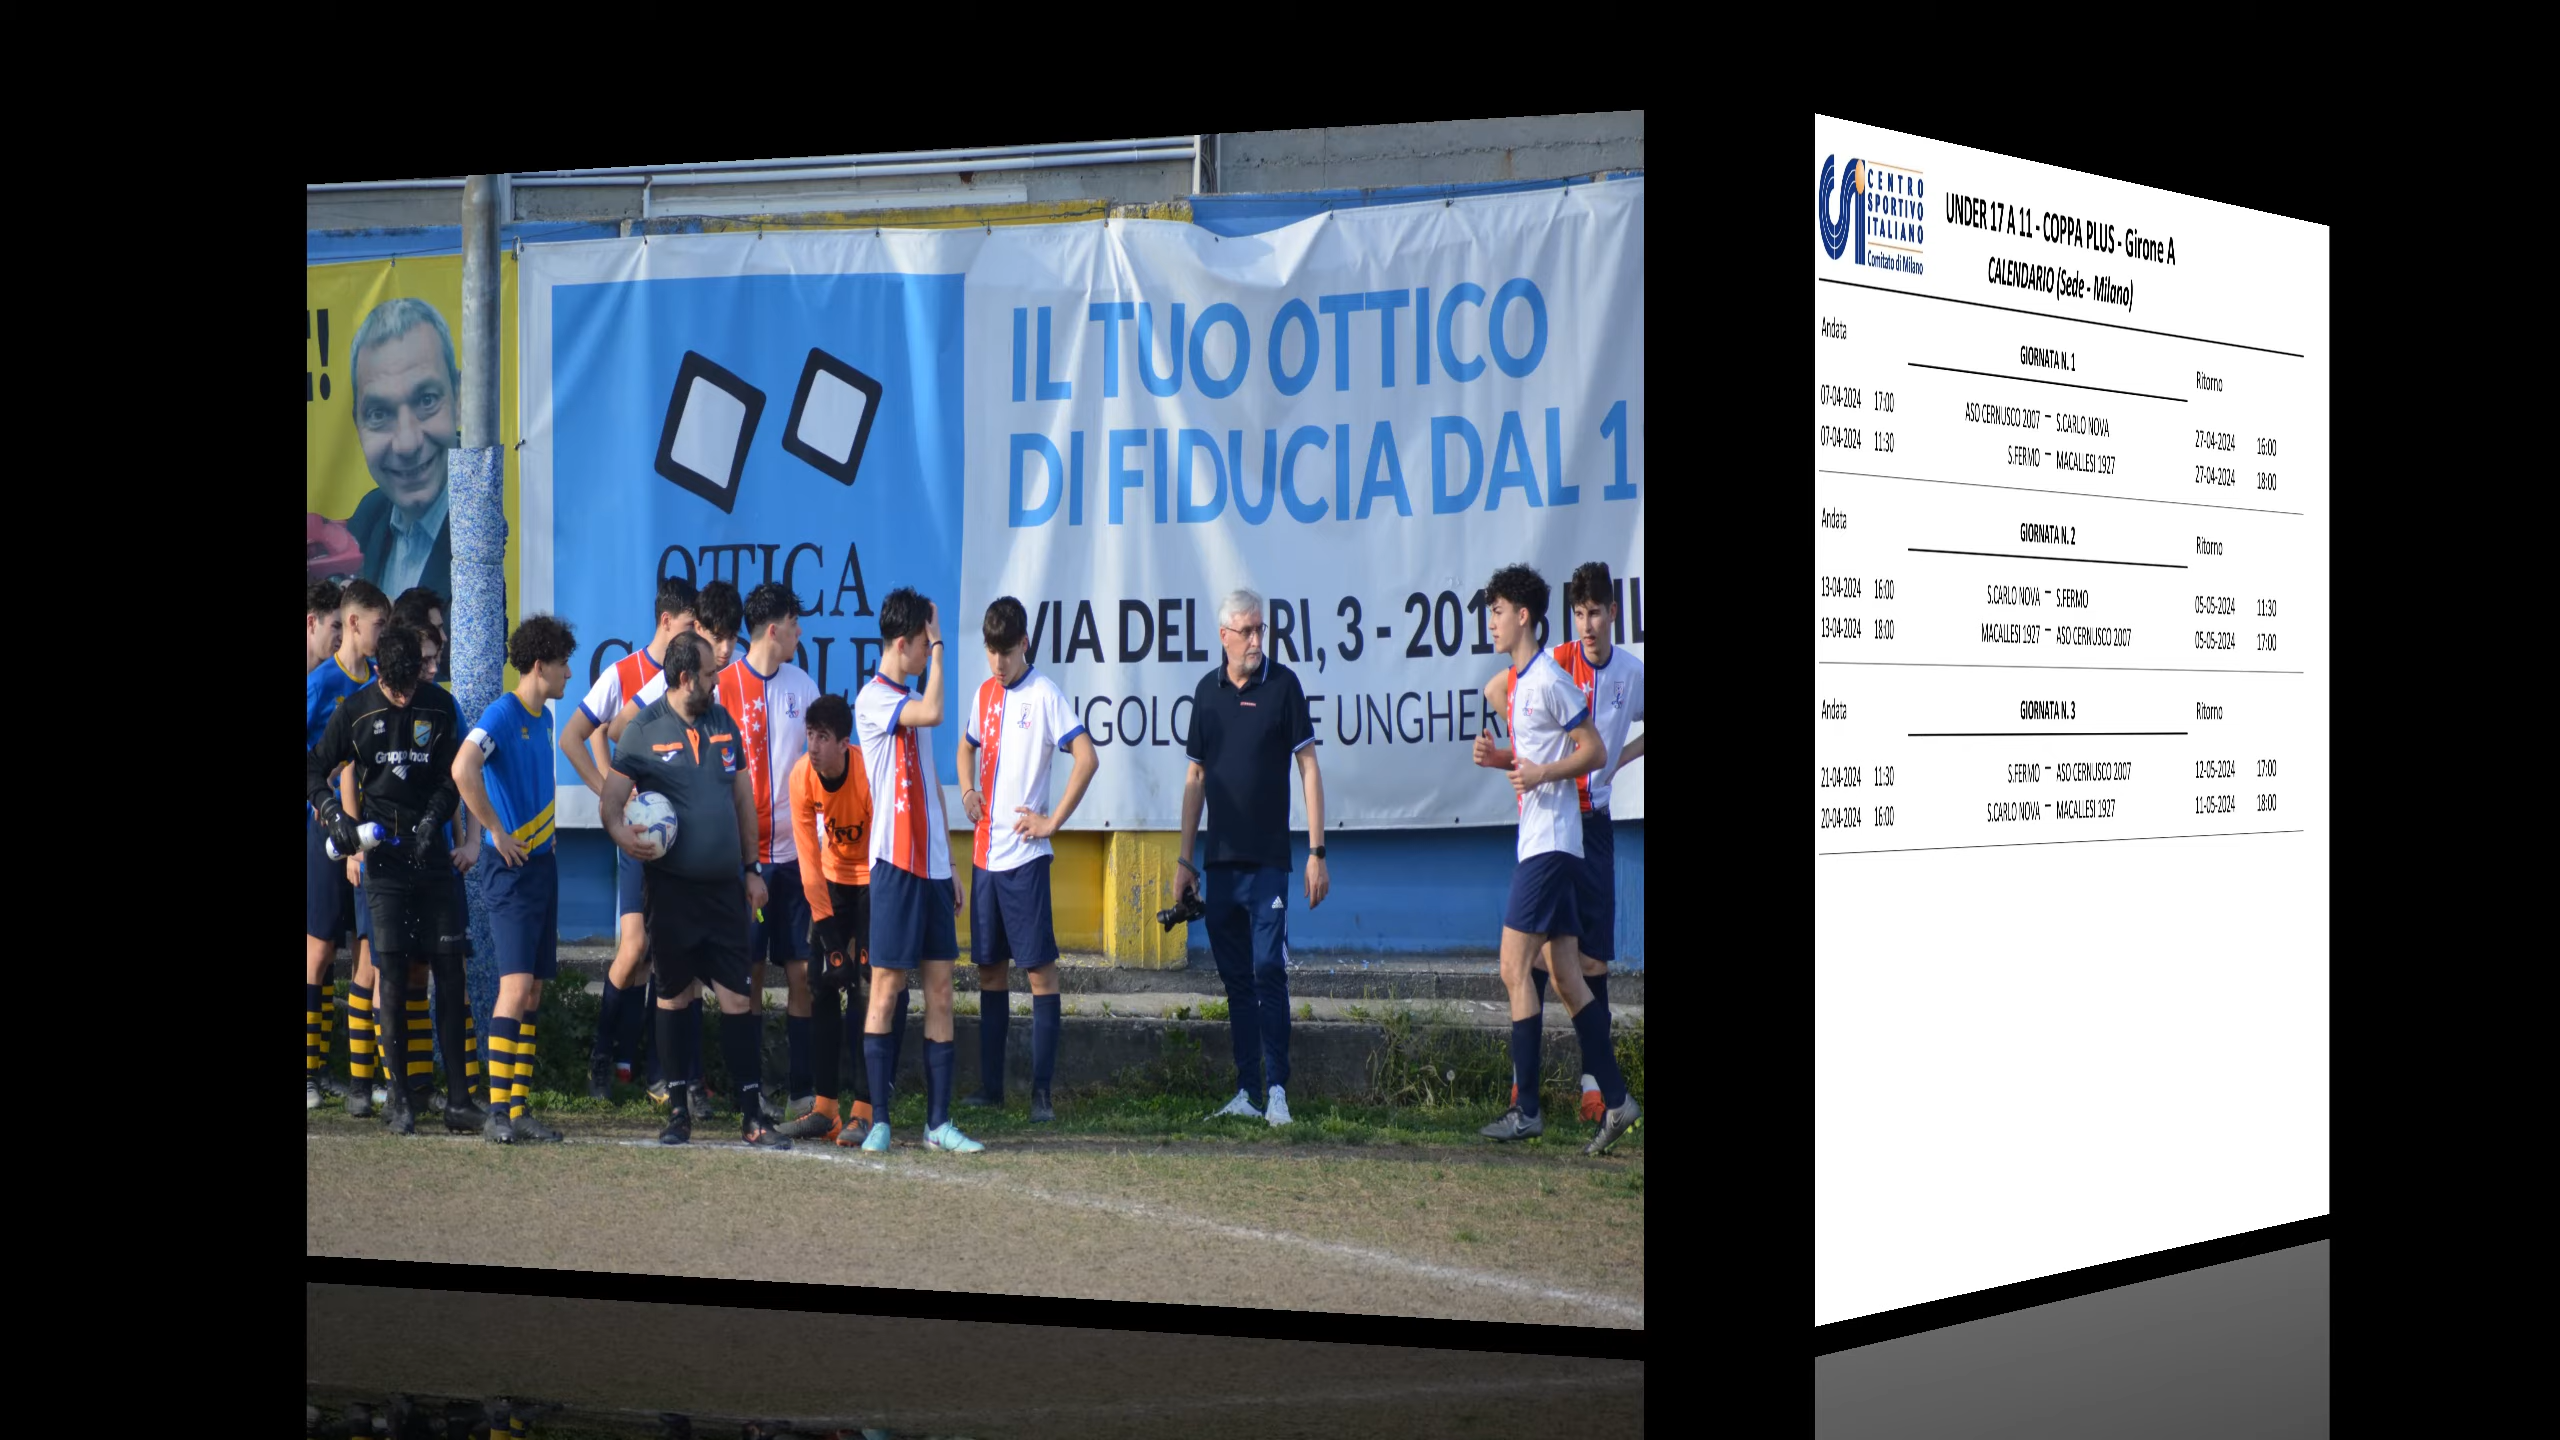 !
IL TUO OTTICO
DI FIDUCIA DAL 1
OTTICA
VIA DEL RI, 3 - 201
UNGHER
Gruppo Inox
ASO
CENTRO
SPORTIVO
ITALIANO
Comitato di Milano
UNDER 17 A 11 - COPPA PLUS - Girone A
CALENDARIO (Sede - Milano)
Andata GIORNATA N. 1 Ritorno
07-04-2024 17:00 ASO CERNUSCO 2007 – S.CARLO NOVA 27-04-2024 16:00
07-04-2024 11:30 S.FERMO – MACALLESI 1927 27-04-2024 18:00
Andata GIORNATA N. 2 Ritorno
13-04-2024 16:00 S.CARLO NOVA – S.FERMO 05-05-2024 11:30
13-04-2024 18:00 MACALLESI 1927 – ASO CERNUSCO 2007 05-05-2024 17:00
Andata GIORNATA N. 3 Ritorno
21-04-2024 11:30 S.FERMO – ASO CERNUSCO 2007 12-05-2024 17:00
20-04-2024 16:00 S.CARLO NOVA – MACALLESI 1927 11-05-2024 18:00